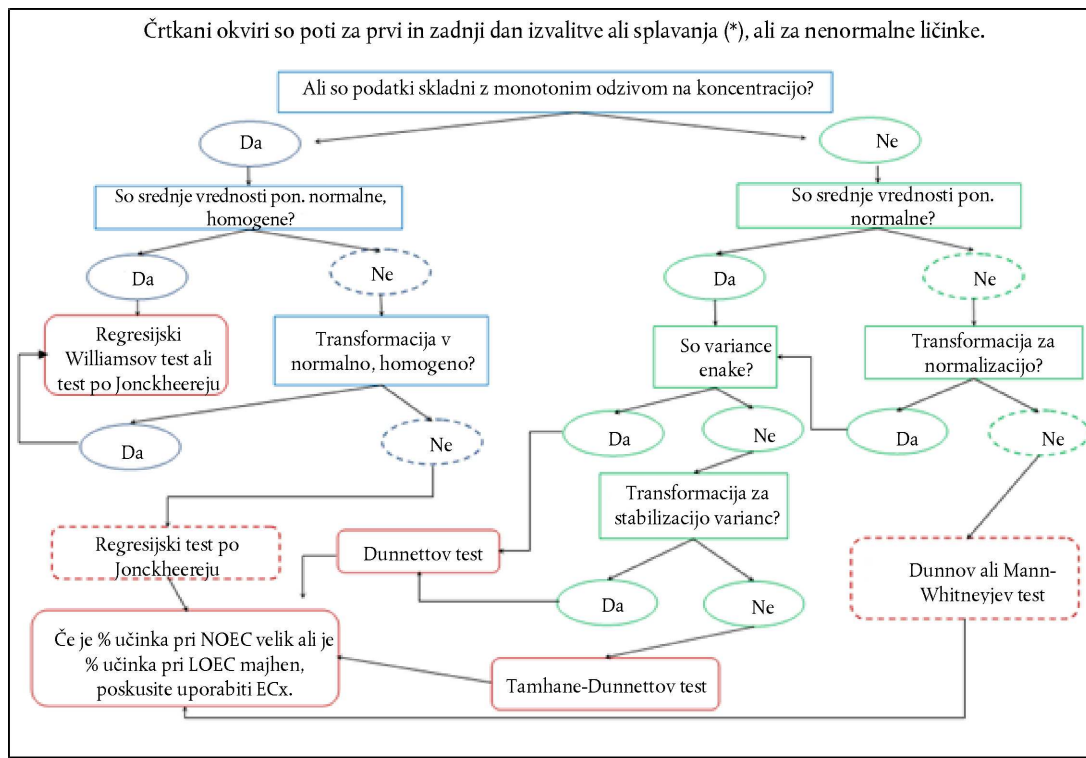 Črtkani okviri so poti za prvi in zadnji dan izvalitve ali splavanja (*), ali za nenormalne ličinke.
Ali so podatki skladni z monotonim odzivom na koncentracijo?
Da
Ne
So srednje vrednosti pon. normalne,
homogene?
So srednje vrednosti pon.
normalne?
Da
Ne
Da
Ne
Regresijski
Williamsov test ali
test po Jonckheereju
Transformacija v
normalno, homogeno?
So variance
enake?
Transformacija za
normalizacijo?
Da
Ne
Da
Ne
Da
Ne
Transformacija za
stabilizacijo varianc?
Regresijski test po
Jonckheereju
Dunnettov test
Dunnov ali Mann-
Whitneyjev test
Da
Ne
Če je % učinka pri NOEC velik ali je
% učinka pri LOEC majhen,
poskusite uporabiti ECx.
Tamhane-Dunnettov test